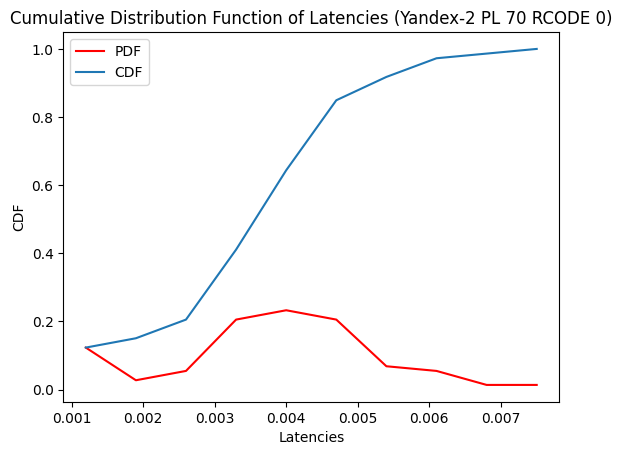 Cumulative Distribution Function of Latencies (Yandex-2 PL 70 RCODE 0)
PDF
CDF
1.0
0.8
0.6
0.4
0.2
0.0
CDF
0.001 0.002 0.003 0.004 0.005 0.006 0.007
Latencies